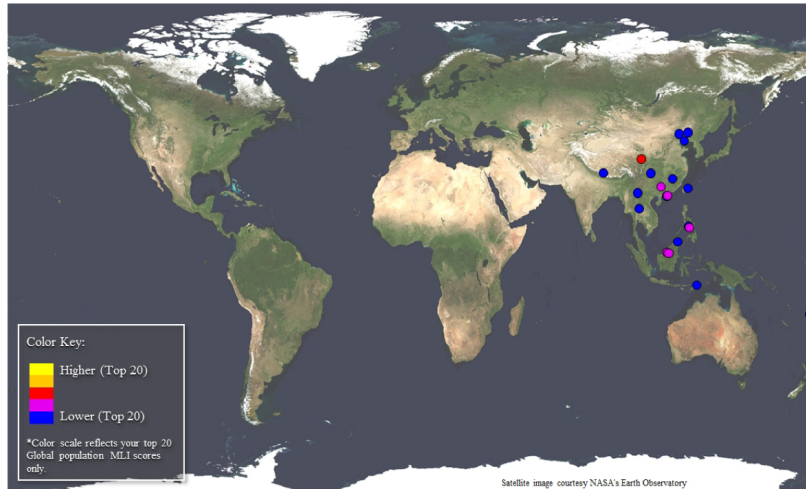 Color Key:
Higher (Top 20)
Lower (Top 20)
*Color scale reflects your top 20
Global population MLI scores
only.
Satellite image courtesy NASA's Earth Observatory